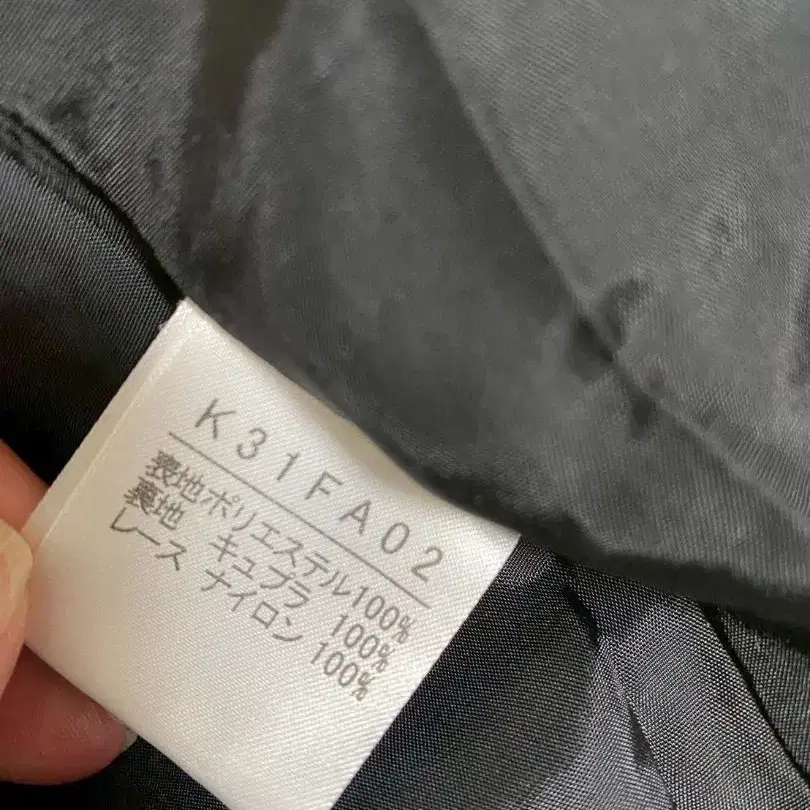 K31FA02
表地ポリエステル100%
裏地 キュプラ 100%
レース ナイロン 100%